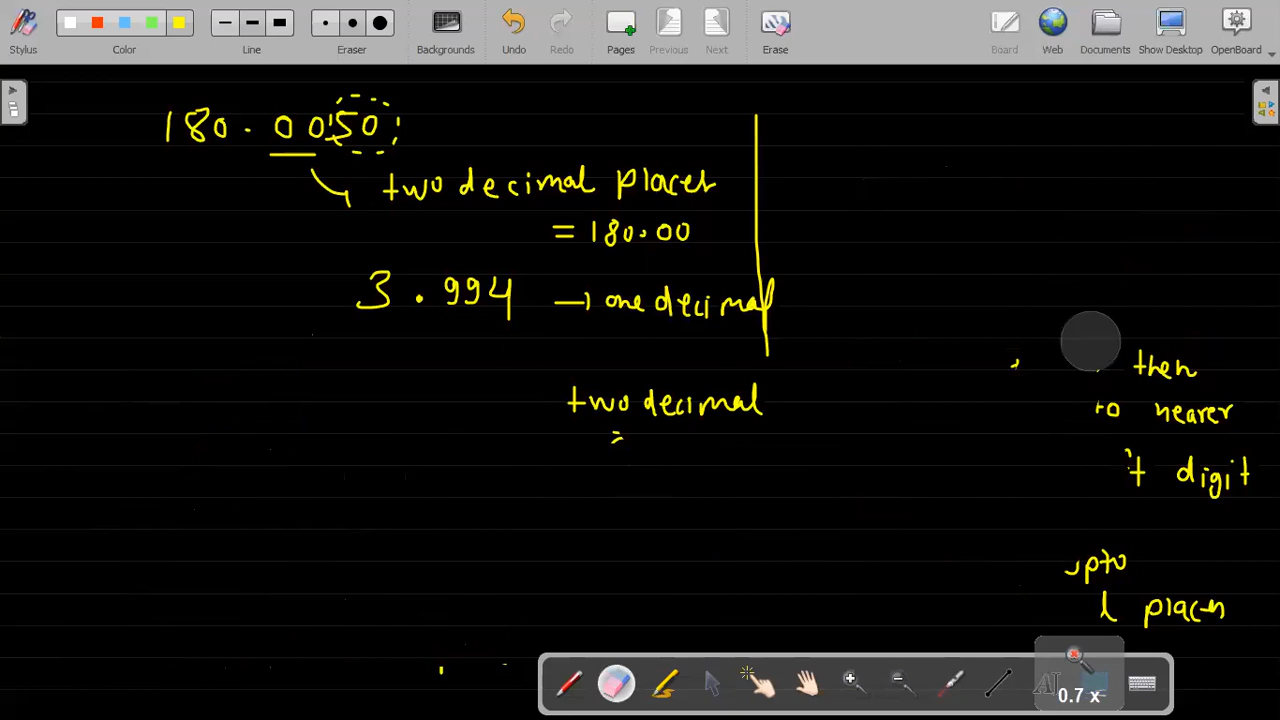 Stylus
Color
Line
Eraser
Backgrounds
Undo
Redo
Pages
Previous
Next
Erase
Board
Web
Documents
Show Desktop
OpenBoard
180.0050
two decimal places
= 180.00
3.994 → one decimal
then
two decimal
to nearer
=
digit
upto
l places
0.7 x